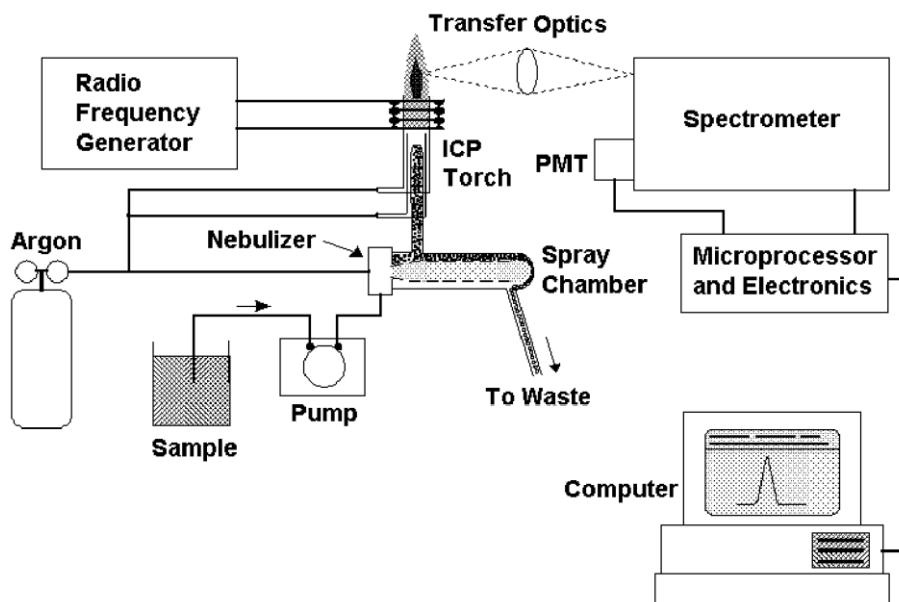 Transfer Optics
Radio
Frequency
Generator
Spectrometer
ICP
Torch
PMT
Argon
Nebulizer
Spray
Chamber
Microprocessor
and Electronics
To Waste
Pump
Sample
Computer